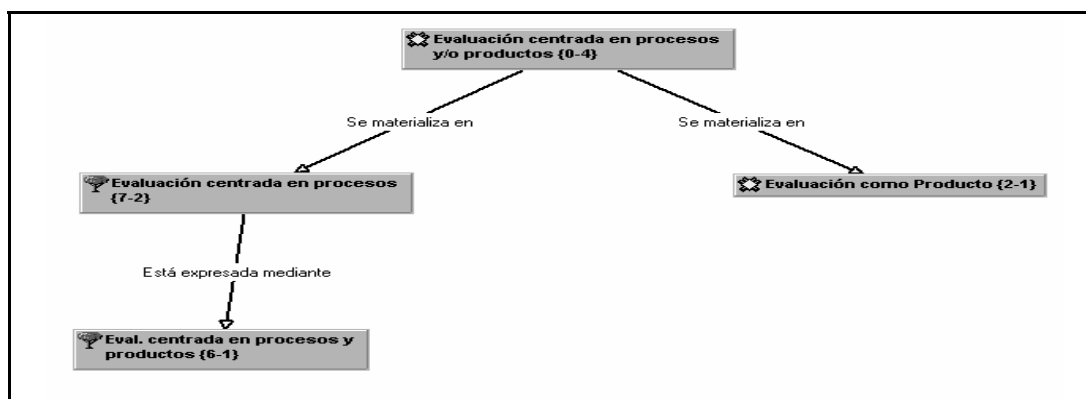 Evaluación centrada en procesos
y/o productos {0-4}
Se materializa en
Se materializa en
Evaluación centrada en procesos
{7-2}
Evaluación como Producto {2-1}
Está expresada mediante
Eval. centrada en procesos y
productos {6-1}